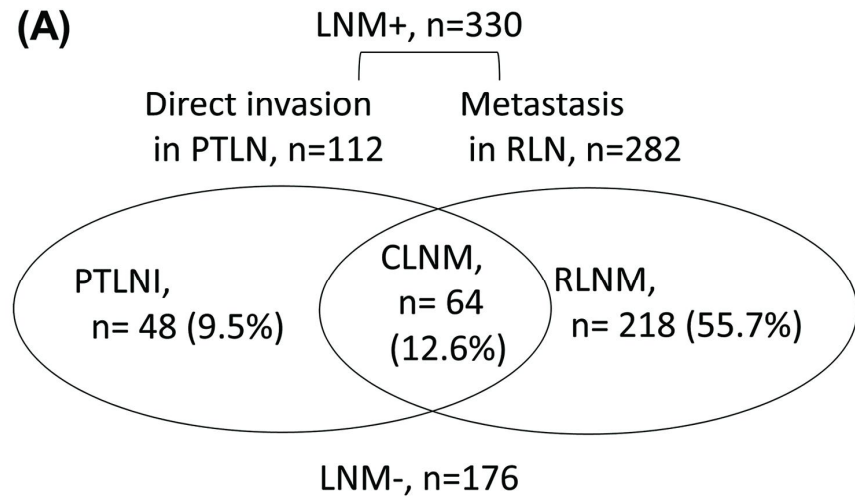 (A)
LNM+, n=330
Direct invasion
in PTLN, n=112
Metastasis
in RLN, n=282
PTLNI,
n= 48 (9.5%)
CLNM,
n= 64
(12.6%)
RLNM,
n= 218 (55.7%)
LNM-, n=176